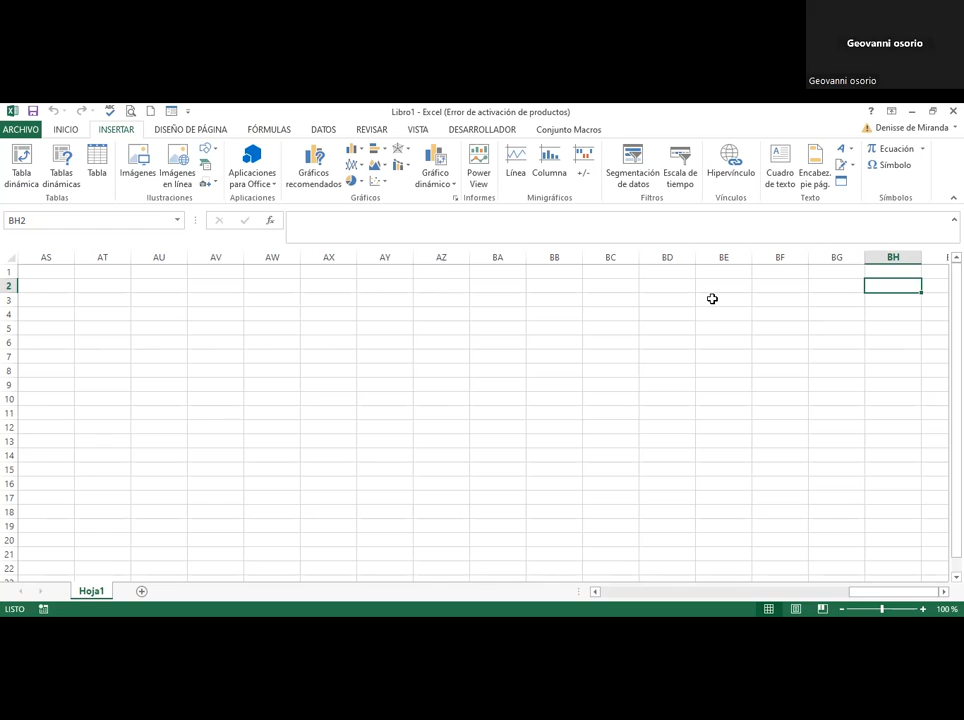 Geovanni osorio
Geovanni osorio
Libro1 - Excel (Error de activación de productos)
ARCHIVO INICIO INSERTAR DISEÑO DE PÁGINA FÓRMULAS DATOS REVISAR VISTA DESARROLLADOR Conjunto Macros Denisse de Miranda
Tabla dinámica
Tablas dinámicas
Tabla
Imágenes
Imágenes en línea
Aplicaciones para Office
Gráficos recomendados
Gráfico dinámico
Power View
Línea
Columna
+/-
Segmentación de datos
Escala de tiempo
Hipervínculo
Cuadro de texto
Encabez. pie pág.
Ecuación
Símbolo
Tablas Ilustraciones Aplicaciones Gráficos Informes Minigráficos Filtros Vínculos Texto Símbolos
BH2 fx
AS AT AU AV AW AX AY AZ BA BB BC BD BE BF BG BH
1
2
3
4
5
6
7
8
9
10
11
12
13
14
15
16
17
18
19
20
21
22
Hoja1
LISTO 100 %